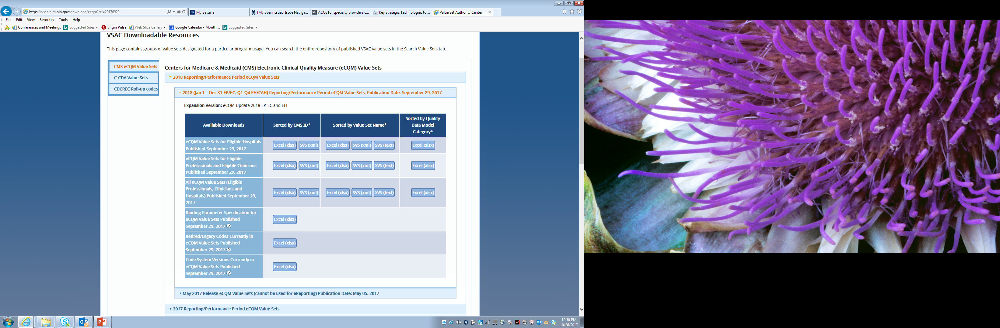 https://vsac.nlm.nih.gov/download/ecqm?rel=20170929
My Battelle
[My open issues] Issue Naviga...
ACOs for specialty providers c...
Key Strategic Technologies to ...
Value Set Authority Center
File Edit View Favorites Tools Help
Conferences and Meetings Suggested Sites Virgin Pulse Web Slice Gallery Google Calendar - Month ... Suggested Sites
VSAC Downloadable Resources
This page contains groups of value sets designated for a particular program usage. You can search the entire repository of published VSAC value sets in the Search Value Sets tab.
CMS eCQM Value Sets
C-CDA Value Sets
CDCREC Roll-up codes
Centers for Medicare & Medicaid (CMS) Electronic Clinical Quality Measure (eCQM) Value Sets
2018 Reporting/Performance Period eCQM Value Sets
2018 (Jan 1 – Dec 31 EP/EC, Q1-Q4 EH/CAH) Reporting/Performance Period eCQM Value Sets, Publication Date: September 29, 2017
Expansion Version: eCQM Update 2018 EP-EC and EH
Available Downloads
Sorted by CMS ID*
Sorted by Value Set Name*
Sorted by Quality
Data Model
Category*
eCQM Value Sets for Eligible Hospitals
Published September 29, 2017
Excel (xlsx) SVS (xml) Excel (xlsx) SVS (xml) SVS (text) Excel (xlsx)
eCQM Value Sets for Eligible
Professionals and Eligible Clinicians
Published September 29, 2017
Excel (xlsx) SVS (xml) Excel (xlsx) SVS (xml) SVS (text) Excel (xlsx)
All eCQM Value Sets (Eligible
Professionals, Clinicians and
Hospitals) Published September 29,
2017
Excel (xlsx) SVS (xml) Excel (xlsx) SVS (xml) SVS (text) Excel (xlsx)
Binding Parameter Specification for
eCQM Value Sets Published
September 29, 2017 ?
Excel (xlsx)
Retired/Legacy Codes Currently in
eCQM Value Sets Published
September 29, 2017 ?
Excel (xlsx)
Code System Versions Currently in
eCQM Value Sets Published
September 29, 2017 ?
Excel (xlsx)
May 2017 Release eCQM Value Sets (cannot be used for eReporting) Publication Date: May 05, 2017
2017 Reporting/Performance Period eCQM Value Sets
12:50 PM
10/26/2017